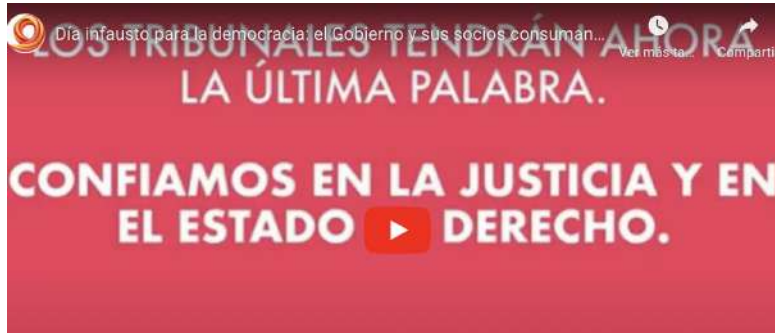 Día infausto para la democracia: el Gobierno y sus socios consuman...
Ver más ta...
Comparti
LOS TRIBUNALES TENDRÁN AHORA
LA ÚLTIMA PALABRA.
CONFIAMOS EN LA JUSTICIA Y EN
EL ESTADO DERECHO.